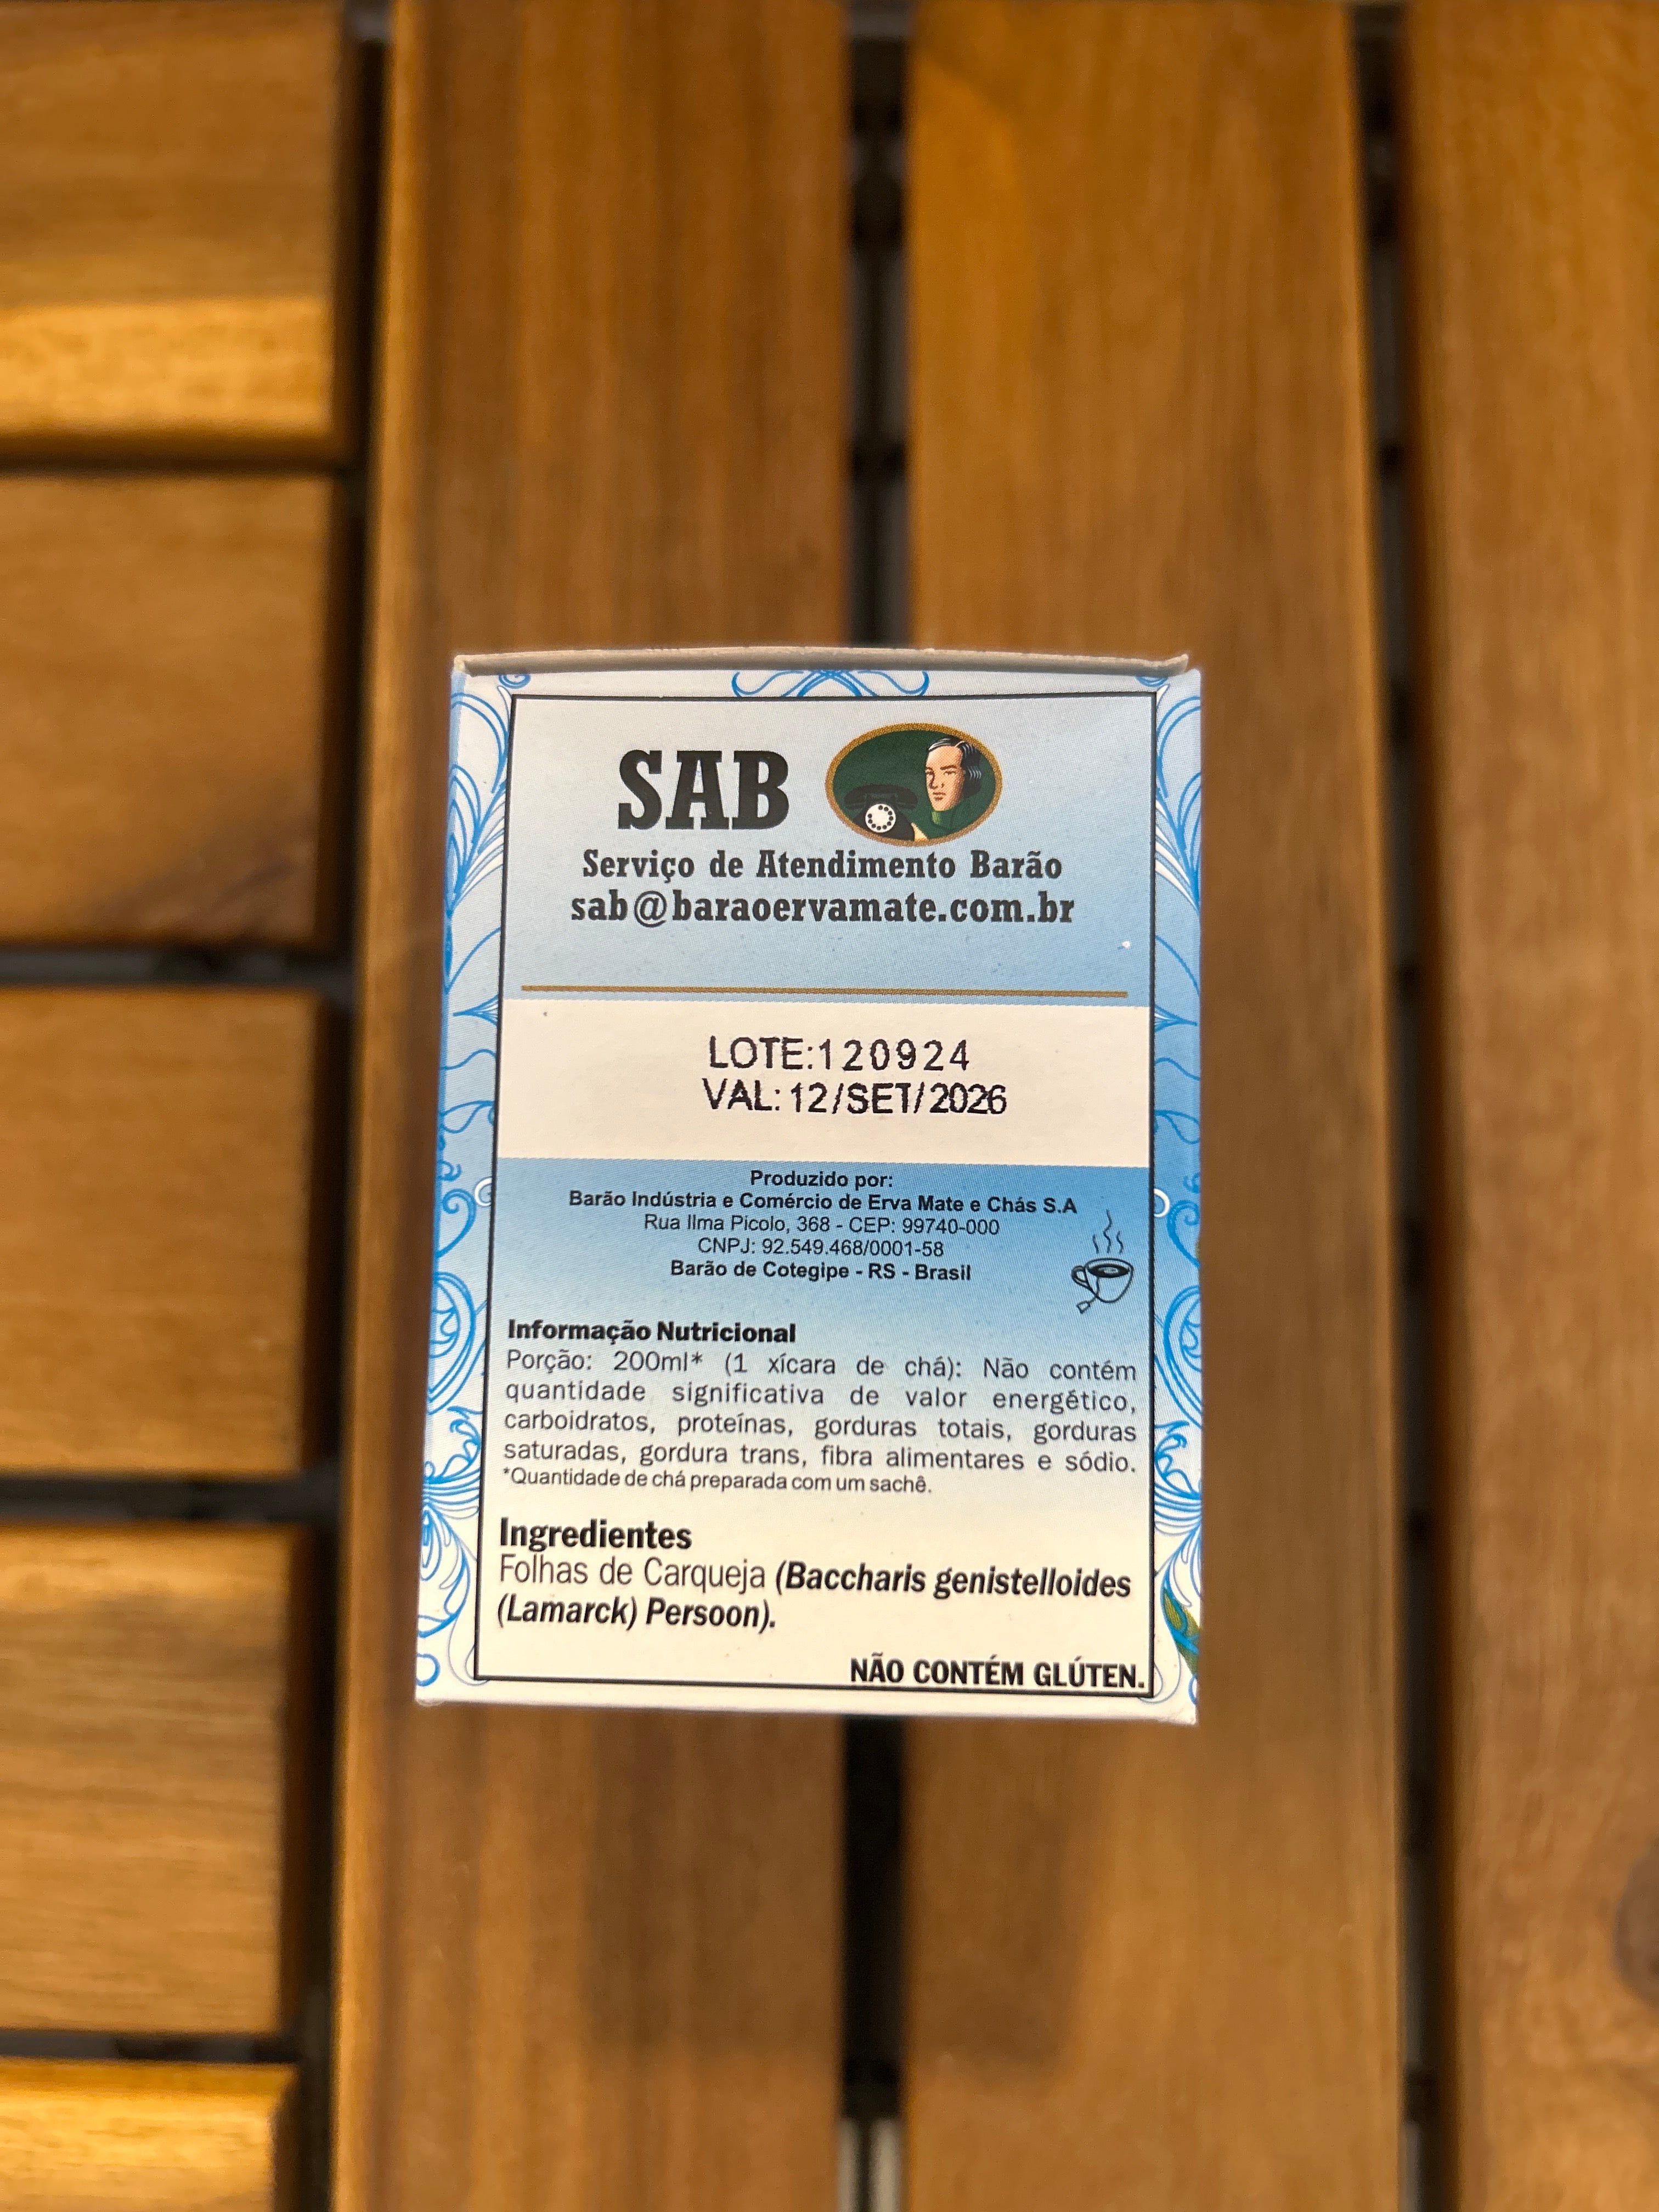 SAB
Serviço de Atendimento Barão
sab@baraoervamate.com.br
LOTE:120924
VAL:12/SET/2026
Produzido por:
Barão Indústria e Comércio de Erva Mate e Chás S.A
Rua Ilma Picolo, 368 - CEP: 99740-000
CNPJ: 92.549.468/0001-58
Barão de Cotegipe - RS - Brasil
Informação Nutricional
Porção: 200ml* (1 xícara de chá): Não contém
quantidade significativa de valor energético,
carboidratos, proteínas, gorduras totais, gorduras
saturadas, gordura trans, fibra alimentares e sódio.
*Quantidade de chá preparada com um sachê.
Ingredientes
Folhas de Carqueja (Baccharis genistelloides
(Lamarck) Persoon).
NÃO CONTÉM GLÚTEN.